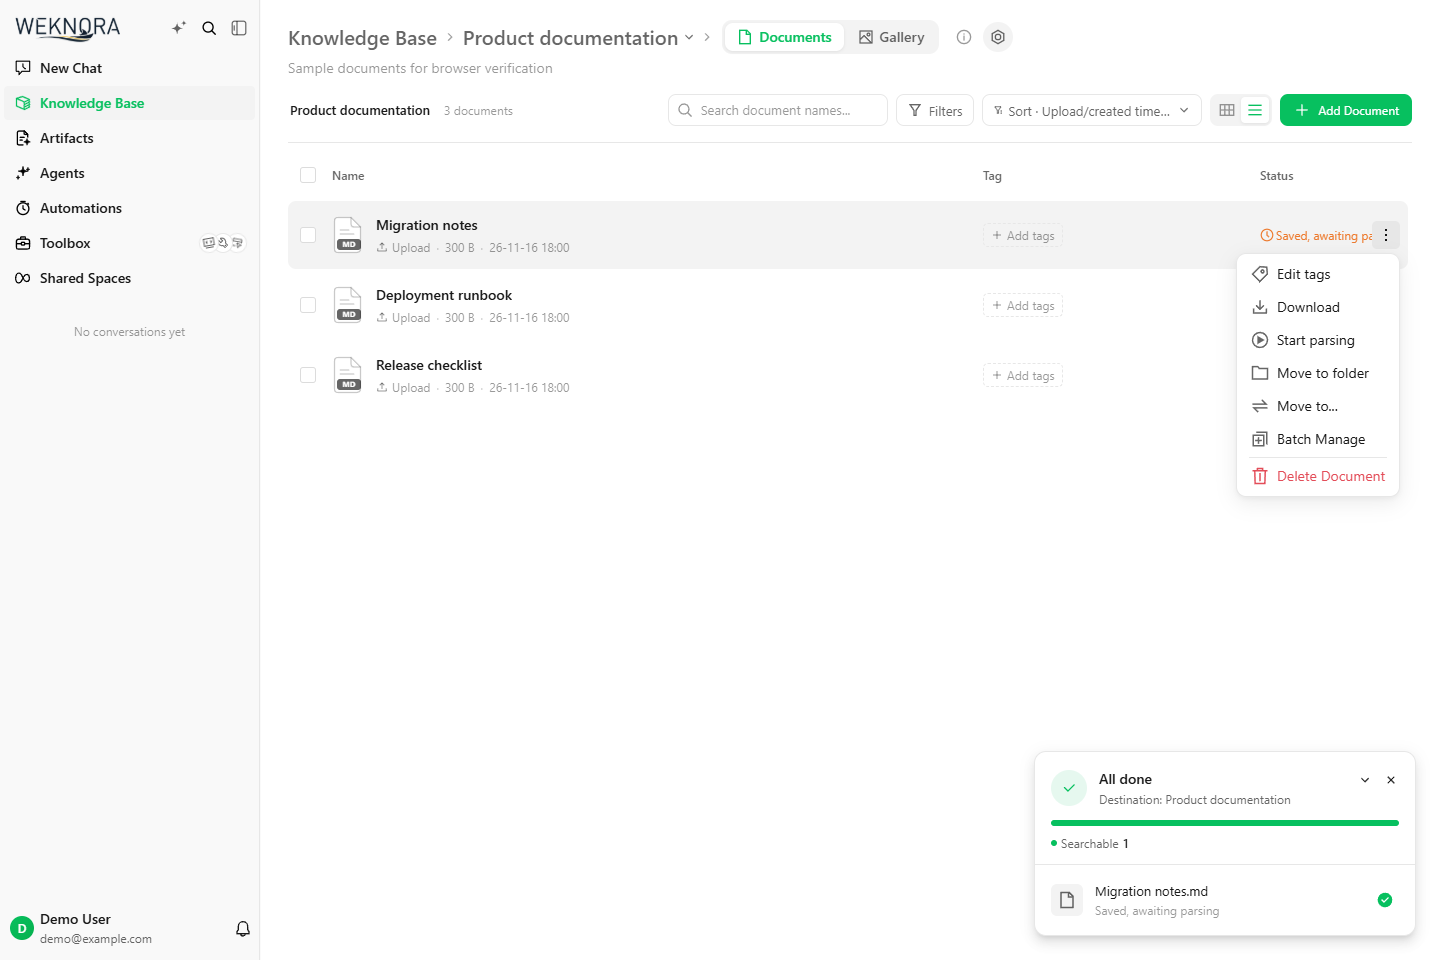 WEKNORA
New Chat
Knowledge Base
Artifacts
Agents
Automations
Toolbox
Shared Spaces
No conversations yet
Demo User
D
demo@example.com
Knowledge Base
Product documentation
Documents
Gallery
Sample documents for browser verification
Product documentation
3 documents
Search document names...
Filters
Sort · Upload/created time...
Add Document
Name
Tag
Status
Migration notes
MD
Upload · 300 B · 26-11-16 18:00
+ Add tags
Saved, awaiting pa
Deployment runbook
MD
Upload · 300 B · 26-11-16 18:00
+ Add tags
Release checklist
MD
Upload · 300 B · 26-11-16 18:00
+ Add tags
Edit tags
Download
Start parsing
Move to folder
Move to...
Batch Manage
Delete Document
All done
Destination: Product documentation
Searchable 1
Migration notes.md
Saved, awaiting parsing